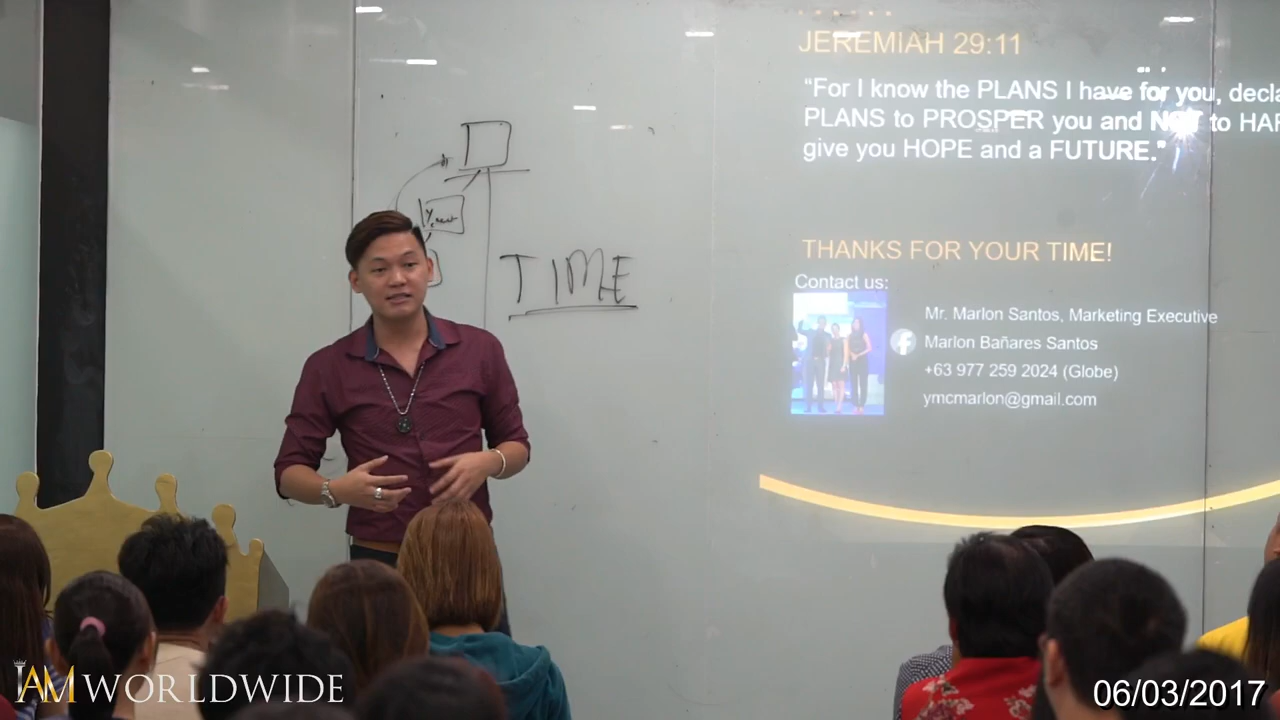 JEREMIAH 29:11
“For I know the PLANS I have for you, decla
PLANS to PROSPER you and NOT to HAR
give you HOPE and a FUTURE.”
TIME
THANKS FOR YOUR TIME!
Contact us:
Mr. Marlon Santos, Marketing Executive
Marlon Bañares Santos
+63 977 259 2024 (Globe)
ymcmarlon@gmail.com
IAM WORLDWIDE
06/03/2017